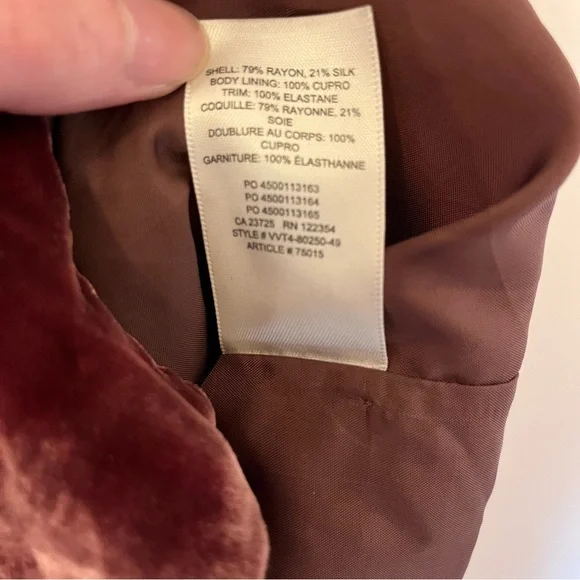 SHELL: 79% RAYON, 21% SILK
BODY LINING: 100% CUPRO
TRIM: 100% ELASTANE
COQUILLE: 79% RAYONNE, 21%
SOIE
DOUBLURE AU CORPS: 100%
CUPRO
GARNITURE: 100% ÉLASTHANNE
PO 4500113163
PO 4500113164
PO 4500113165
CA 23725 RN 122354
STYLE # VVT4-80250-49
ARTICLE # 75015